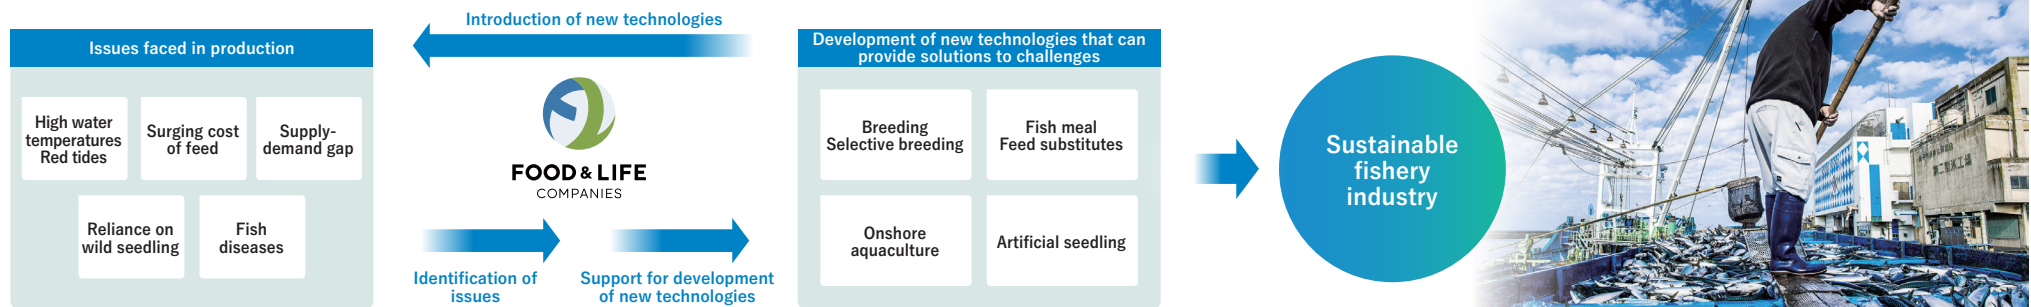 Introduction of new technologies
Issues faced in production
High water
temperatures
Red tides
Surging cost
of feed
Supply-
demand gap
Reliance on
wild seedling
Fish
diseases
FOOD & LIFE
COMPANIES
Identification of
issues
Support for development
of new technologies
Development of new technologies that can
provide solutions to challenges
Breeding
Selective breeding
Fish meal
Feed substitutes
Onshore
aquaculture
Artificial seedling
Sustainable
fishery
industry